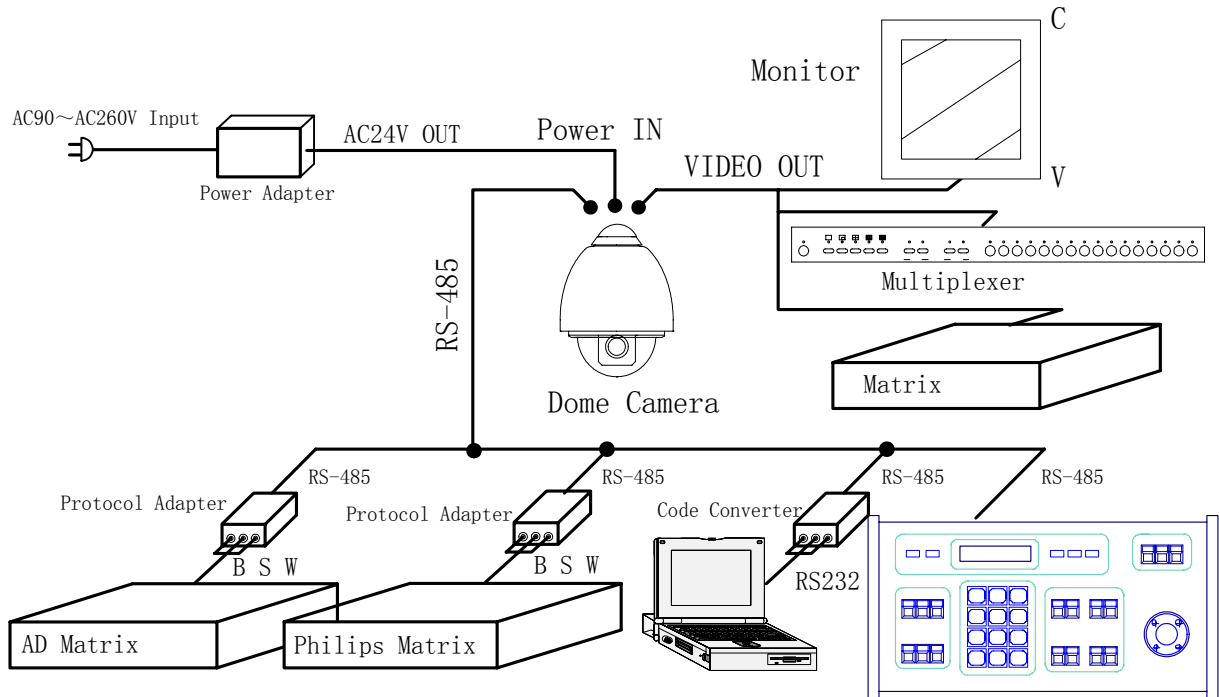 C
Monitor
AC90～AC260V Input
AC24V OUT
Power IN
VIDEO OUT
V
Power Adapter
RS-485
Multiplexer
Matrix
Dome Camera
RS-485
RS-485
RS-485
RS-485
Protocol Adapter
Protocol Adapter
Code Converter
B S W
B S W
RS232
AD Matrix
Philips Matrix